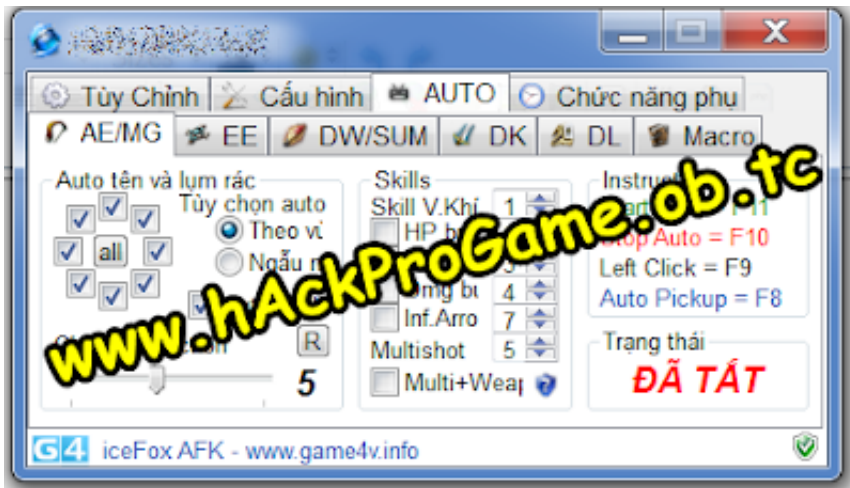 Tùy Chỉnh Cấu hình AUTO Chức năng phụ
AE/MG EE DW/SUM DK DL Macro
Auto tên và lụm rác
Tùy chọn auto
Theo
all
R
5
Skills
Skill V.Khí 1
HP
4
Inf.Arro 7
Multishot 5
Multi+Weap
F11
Stop Auto = F10
Left Click = F9
Auto Pickup = F8
Trạng thái
ĐÃ TẮT
www.hAckProGame.ob.tc
G4 iceFox AFK - www.game4v.info